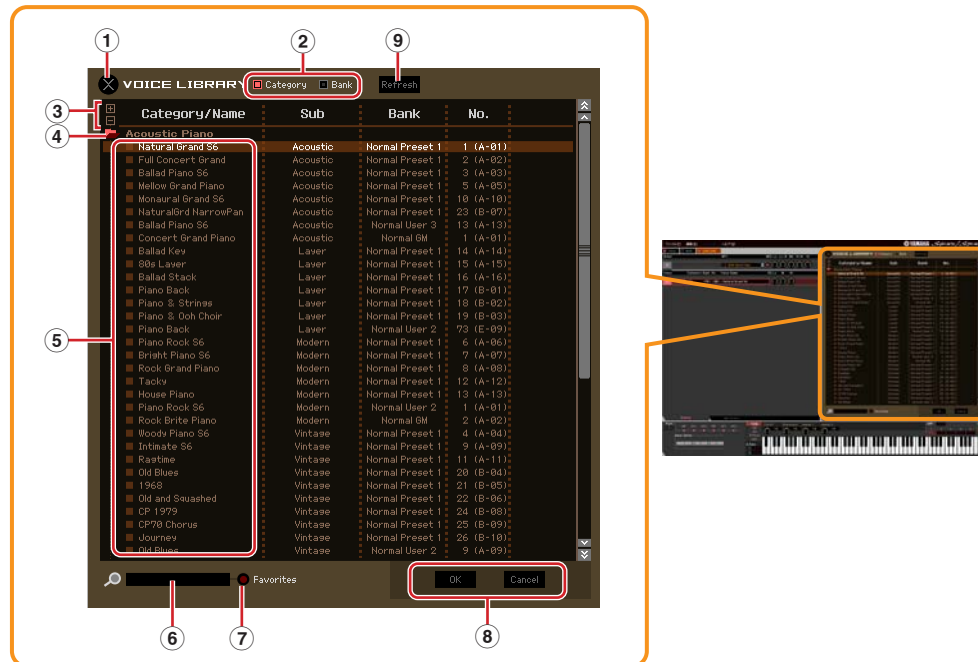 1
2
9
VOICE LIBRARY Category Bank Refresh
3
4
Category/Name Sub Bank No.
Acoustic Piano
Natural Grand S6 Acoustic Normal Preset 1 1 (A-01)
Full Concert Grand Acoustic Normal Preset 1 2 (A-02)
Ballad Piano S6 Acoustic Normal Preset 1 3 (A-03)
Mellow Grand Piano Acoustic Normal Preset 1 5 (A-05)
Monaural Grand S6 Acoustic Normal Preset 1 10 (A-10)
NaturalGrd NarrowPan Acoustic Normal Preset 1 23 (B-07)
Ballad Piano S6 Acoustic Normal User 3 13 (A-13)
Concert Grand Piano Acoustic Normal GM 1 (A-01)
Ballad Key Layer Normal Preset 1 14 (A-14)
80s Layer Layer Normal Preset 1 15 (A-15)
Ballad Stack Layer Normal Preset 1 16 (A-16)
Piano Back Layer Normal Preset 1 17 (B-01)
Piano & Strings Layer Normal Preset 1 18 (B-02)
Piano & Ooh Choir Layer Normal Preset 1 19 (B-03)
Piano Back Layer Normal User 2 73 (E-09)
5
Piano Rock S6 Modern Normal Preset 1 6 (A-06)
Bright Piano S6 Modern Normal Preset 1 7 (A-07)
Rock Grand Piano Modern Normal Preset 1 8 (A-08)
Tacky Modern Normal Preset 1 12 (A-12)
House Piano Modern Normal Preset 1 13 (A-13)
Piano Rock S6 Modern Normal User 2 1 (A-01)
Rock Brite Piano Modern Normal GM 2 (A-02)
Woody Piano S6 Vintage Normal Preset 1 4 (A-04)
Intimate S6 Vintage Normal Preset 1 9 (A-09)
Ragtime Vintage Normal Preset 1 11 (A-11)
Old Blues Vintage Normal Preset 1 20 (B-04)
1968 Vintage Normal Preset 1 21 (B-05)
Old and Squashed Vintage Normal Preset 1 22 (B-06)
CP 1979 Vintage Normal Preset 1 24 (B-08)
CP70 Chorus Vintage Normal Preset 1 25 (B-09)
Journey Vintage Normal Preset 1 26 (B-10)
Old Blues Vintage Normal User 2 9 (A-09)
Favorites OK Cancel
6
7
8
YAMAHA